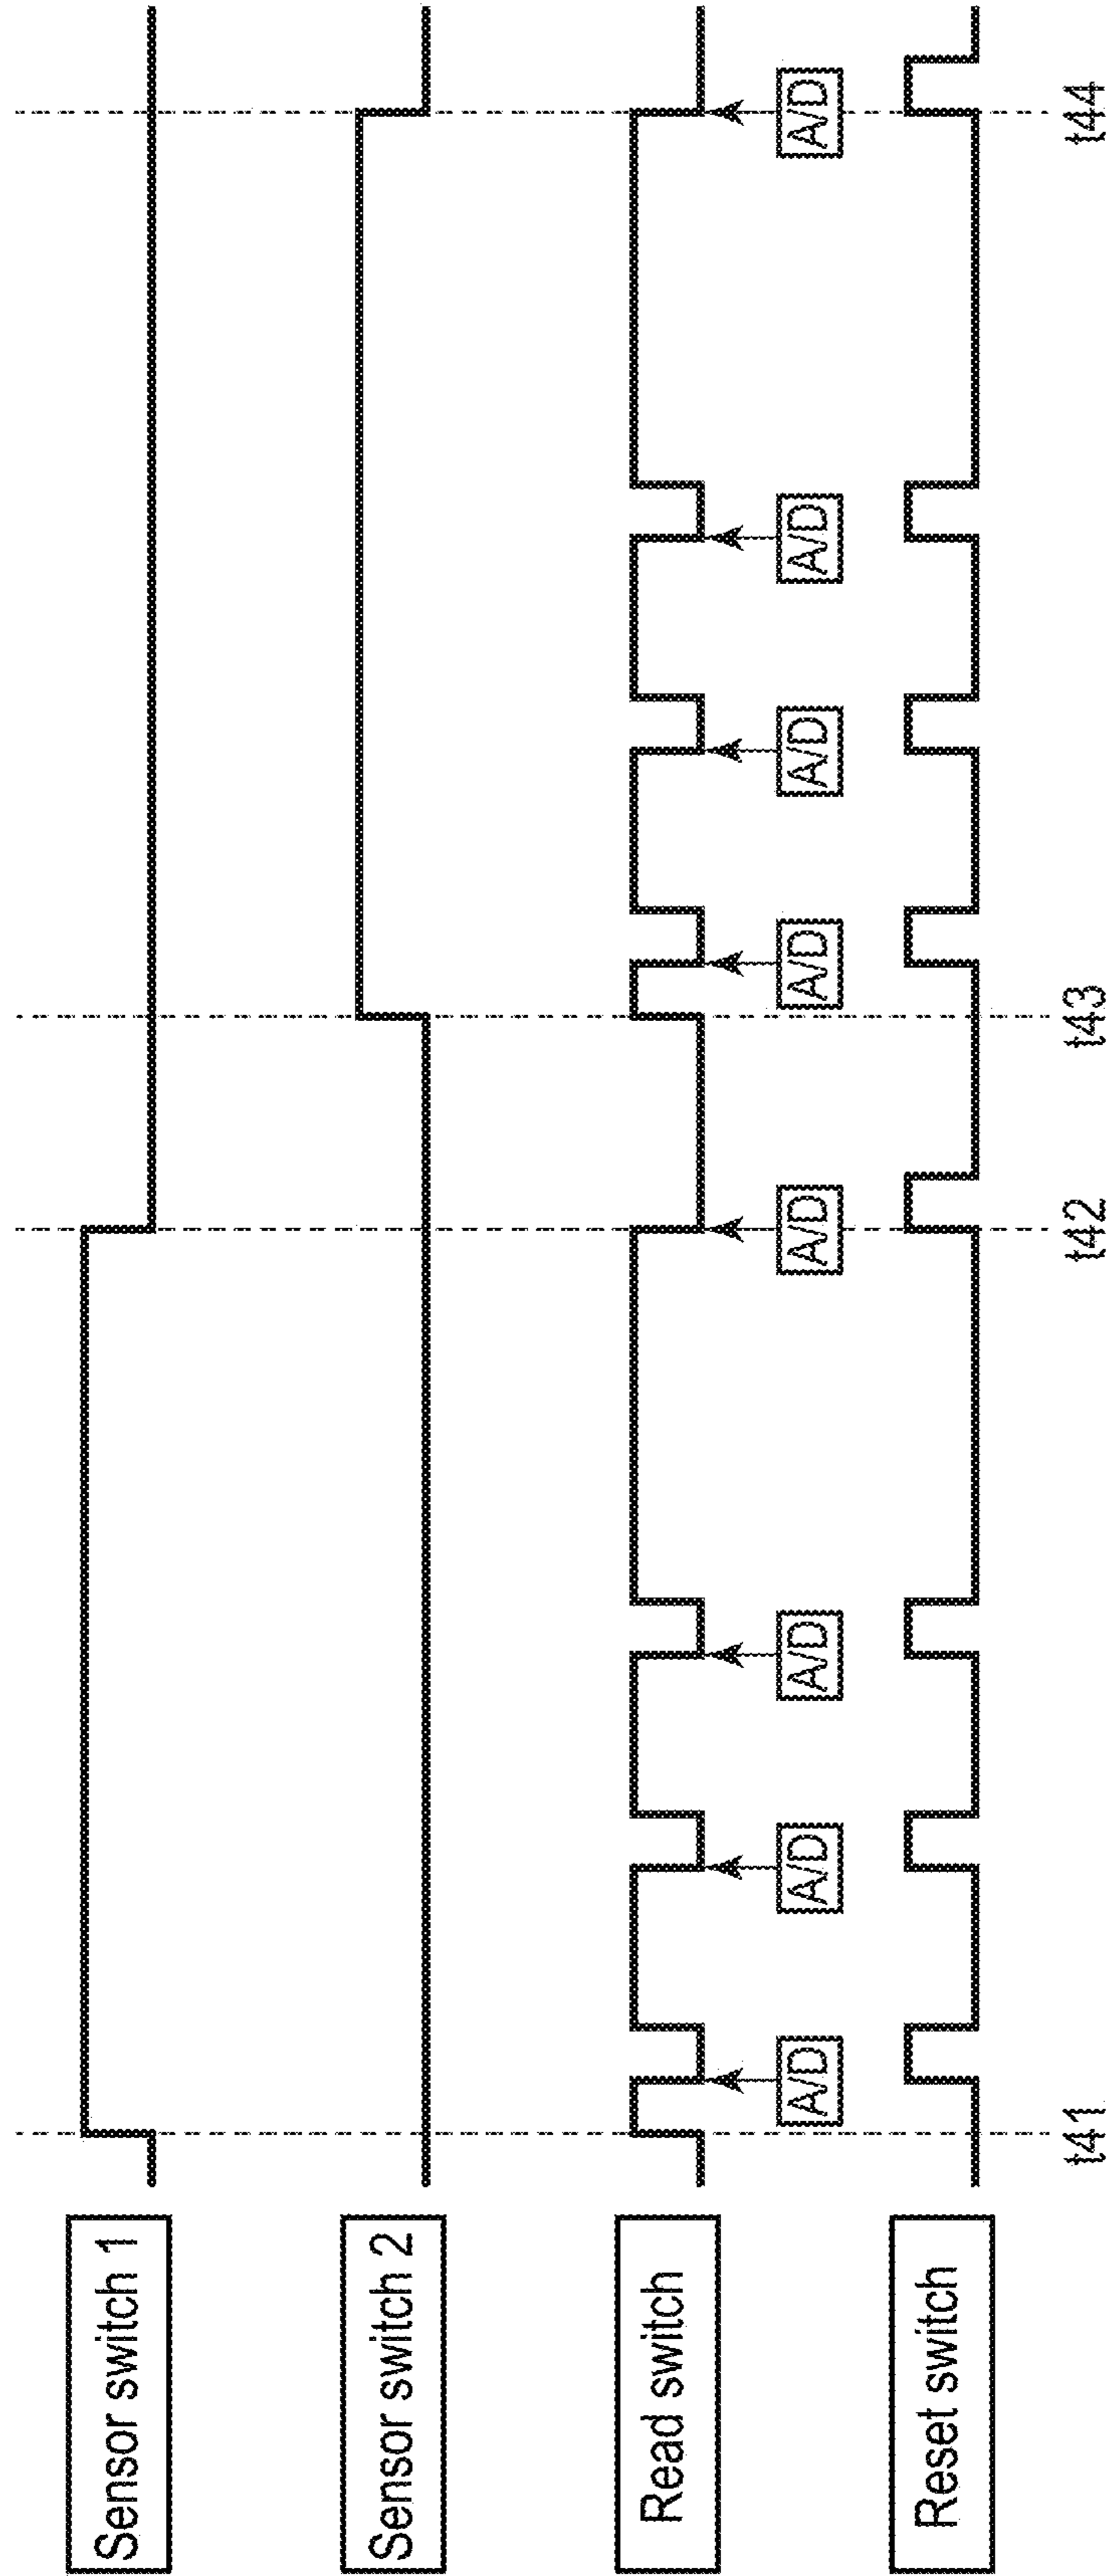 Sensor switch 1
Sensor switch 2
Read switch
A/D A/D A/D A/D A/D A/D A/D A/D
Reset switch
t41 t42 t43 t44